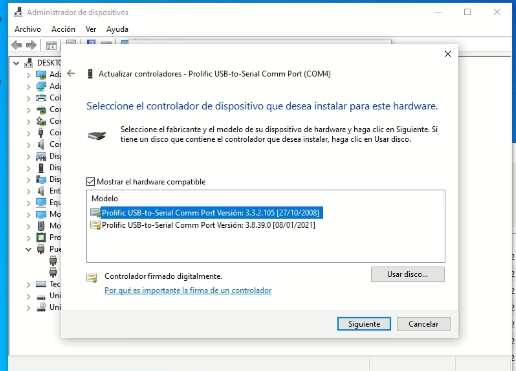 Administrador de dispositivos
Archivo Acción Ver Ayuda
DESKTO
Actualizar controladores - Prolific USB-to-Serial Comm Port (COM4)
Seleccione el controlador de dispositivo que desea instalar para este hardware.
Seleccione el fabricante y el modelo de su dispositivo de hardware y haga clic en Siguiente. Si
tiene un disco que contiene el controlador que desea instalar, haga clic en Usar disco.
Mostrar el hardware compatible
Modelo
Prolific USB-to-Serial Comm Port Versión: 3.3.2.105 [27/10/2008]
Prolific USB-to-Serial Comm Port Versión: 3.8.39.0 [08/01/2021]
Controlador firmado digitalmente.
Usar disco...
Por qué es importante la firma de un controlador
Siguiente Cancelar
Ada
Ada
Col
Con
Con
Con
Dis
Disp
Disp
Ent
Equ
Mo
Mo
Pro
Pue
Tec
Uni
Uni